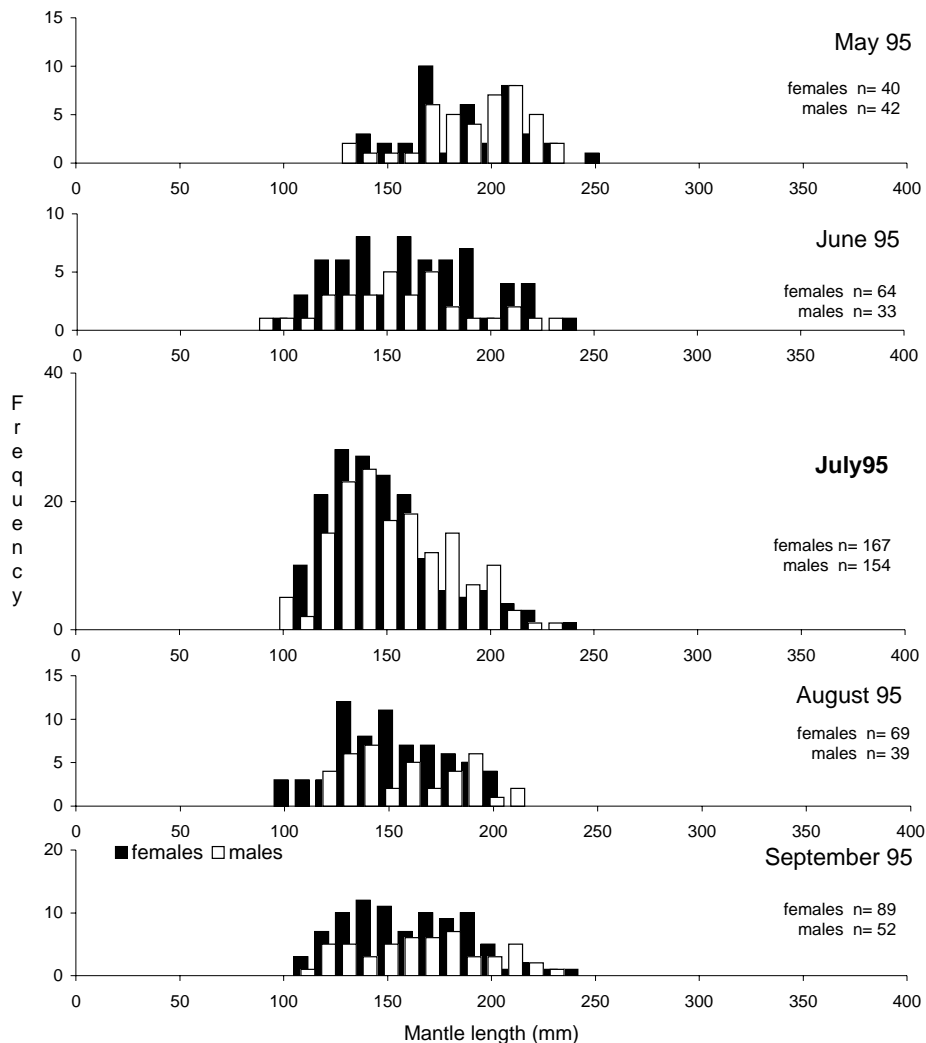 15
May 95
10
females n= 40
males n= 42
5
0
0 50 100 150 200 250 300 350 400
10
June 95
5
females n= 64
males n= 33
0
0 50 100 150 200 250 300 350 400
40
Frequency
July95
20
females n= 167
males n= 154
0
0 50 100 150 200 250 300 350 400
15
August 95
10
females n= 69
males n= 39
5
0
0 50 100 150 200 250 300 350 400
20
females males
September 95
10
females n= 89
males n= 52
0
0 50 100 150 200 250 300 350 400
Mantle length (mm)